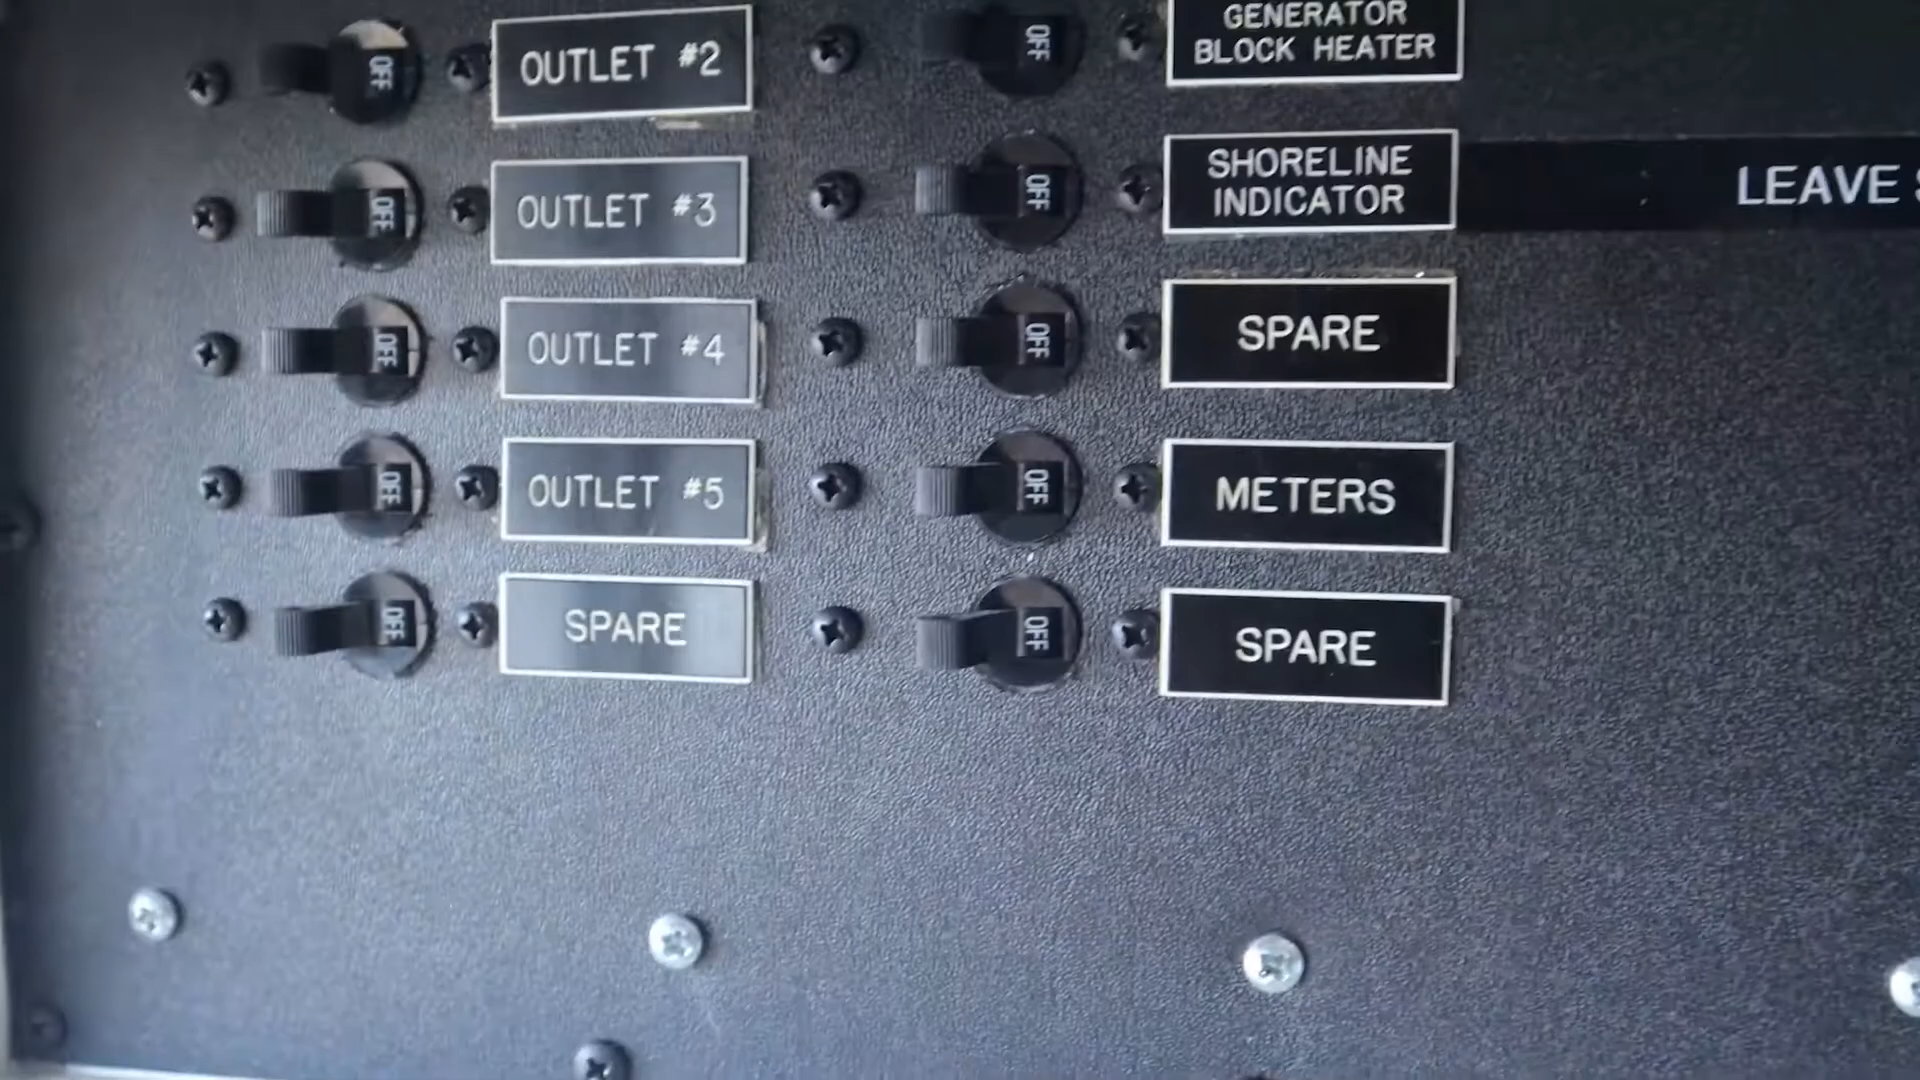 OFF
OUTLET #2
OFF
GENERATOR
BLOCK HEATER
OFF
OUTLET #3
OFF
SHORELINE
INDICATOR
LEAVE
OFF
OUTLET #4
OFF
SPARE
OFF
OUTLET #5
OFF
METERS
OFF
SPARE
OFF
SPARE